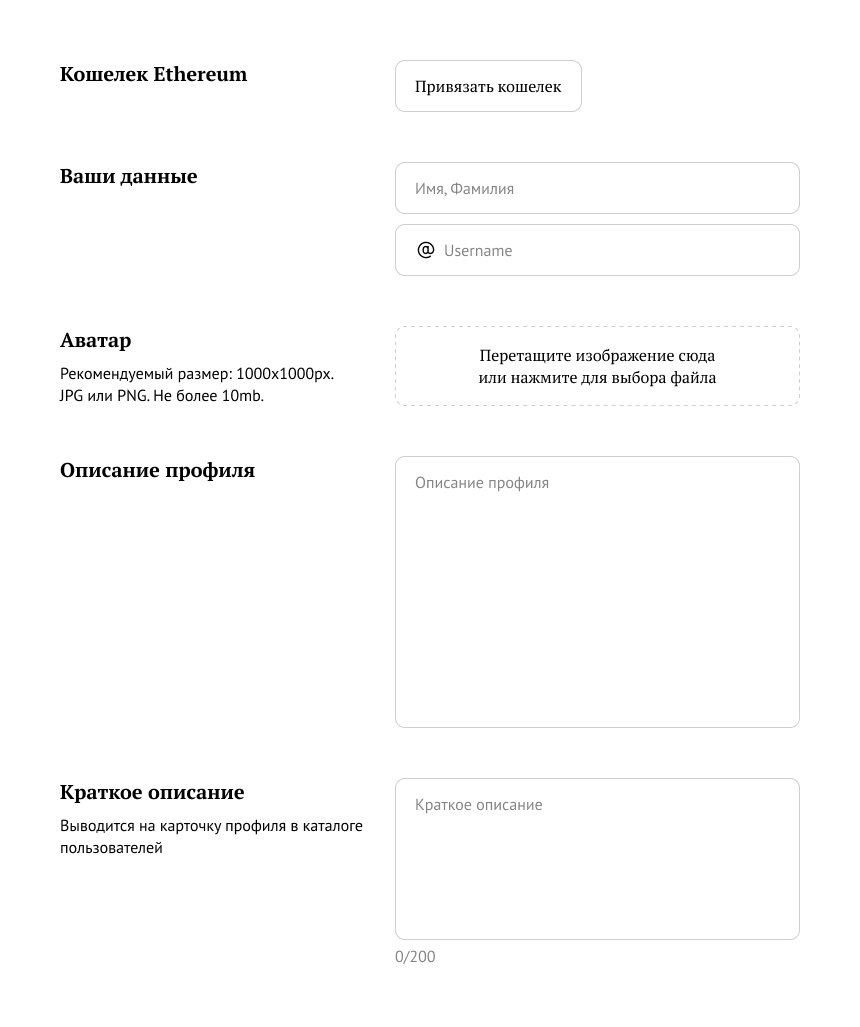 Кошелек Ethereum
Привязать кошелек
Ваши данные
Имя, Фамилия
@ Username
Аватар
Рекомендуемый размер: 1000x1000px.
JPG или PNG. Не более 10mb.
Перетащите изображение сюда
или нажмите для выбора файла
Описание профиля
Описание профиля
Краткое описание
Выводится на карточку профиля в каталоге
пользователей
Краткое описание
0/200